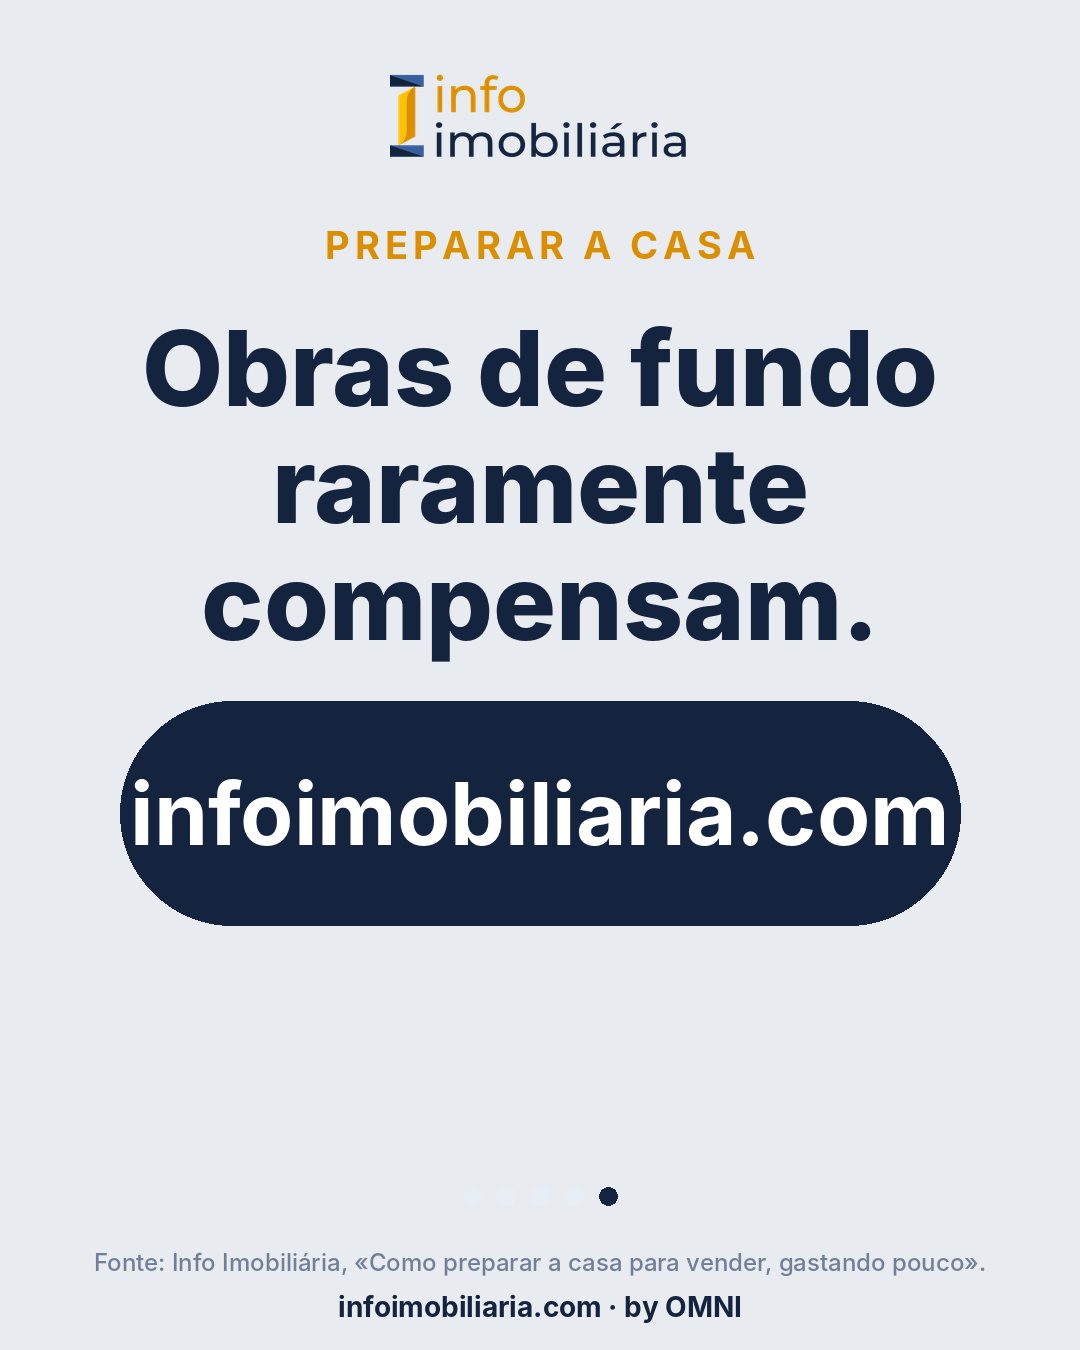 info
imobiliária
PREPARAR A CASA
Obras de fundo
raramente
compensam.
infoimobiliaria.com
Fonte: Info Imobiliária, «Como preparar a casa para vender, gastando pouco».
infoimobiliaria.com · by OMNI